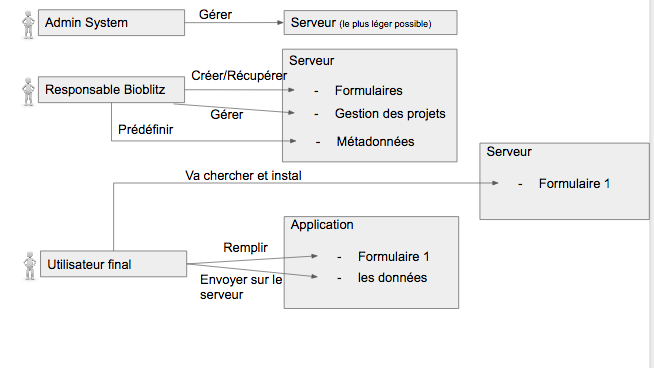 Gérer
Admin System
Serveur (le plus léger possible)
Serveur
Créer/Récupérer
Responsable Bioblitz
- Formulaires
Gérer
- Gestion des projets
Prédéfinir
- Métadonnées
Serveur
Va chercher et instal
- Formulaire 1
Application
Remplir
Utilisateur final
- Formulaire 1
Envoyer sur le
serveur
- les données